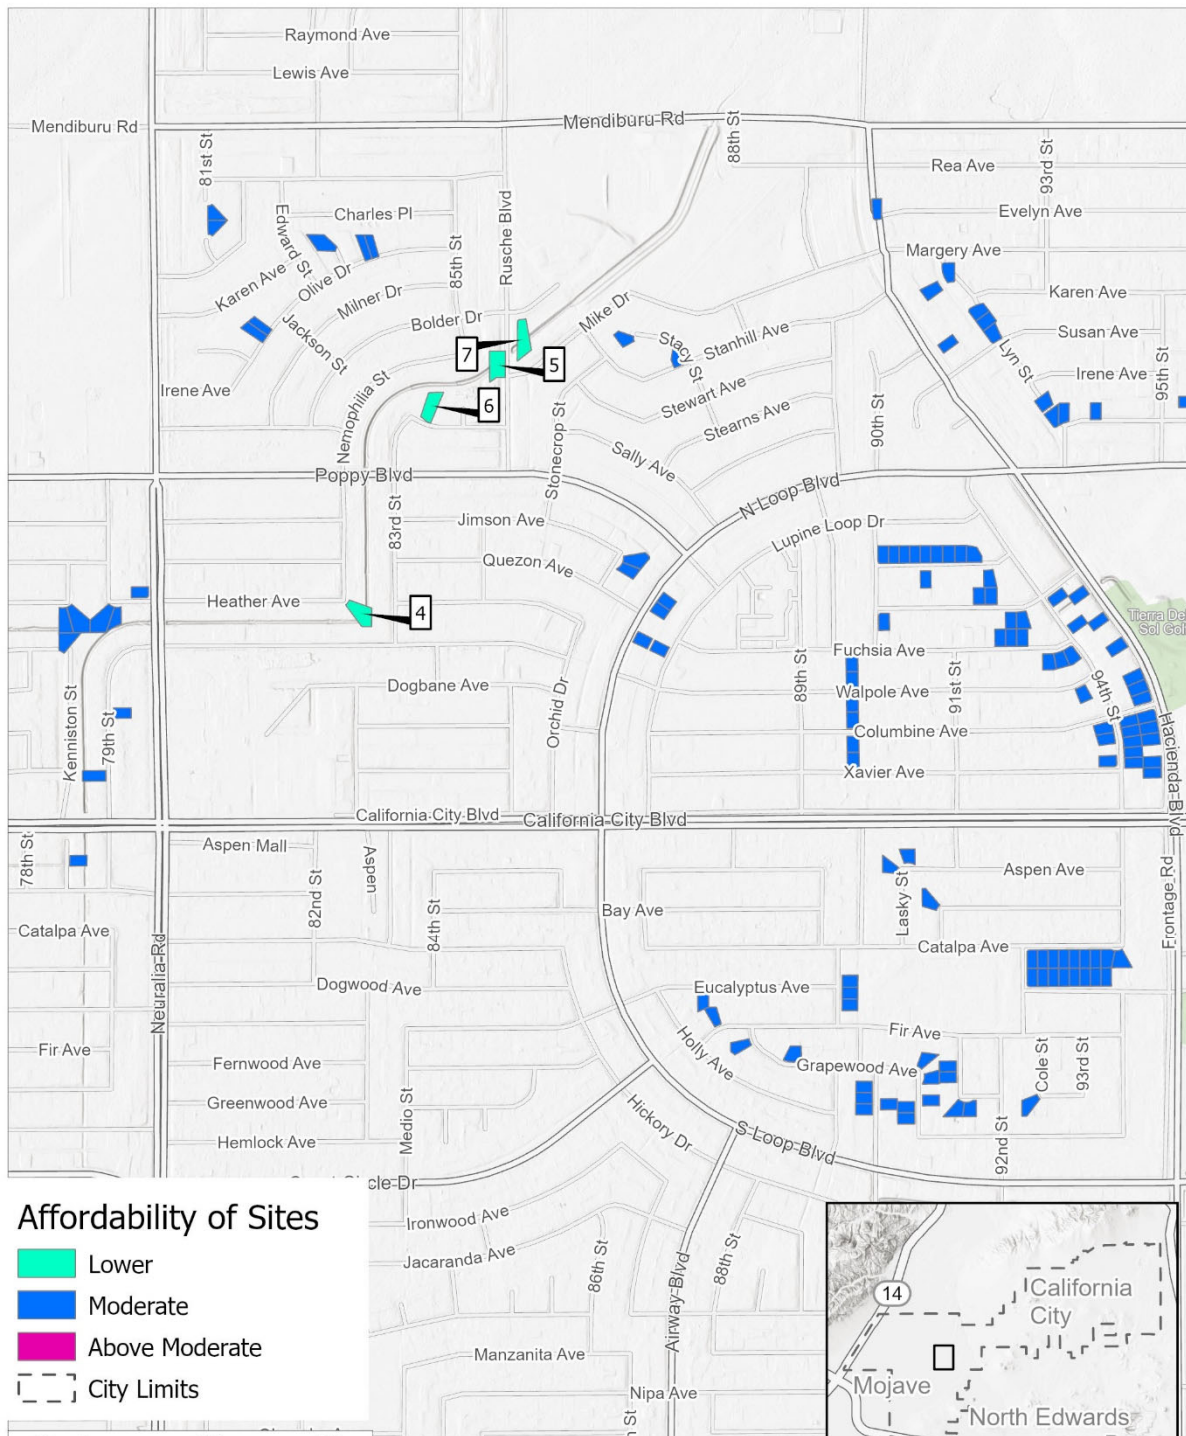 Raymond Ave
Lewis Ave
Mendiburu Rd
Mendiburu Rd
88th St
81st St
Rea Ave
93rd St
Charles Pl
Evelyn Ave
Edward St
Rusche Blvd
85th St
Margery Ave
Karen Ave
Olive Dr
Milner Dr
Karen Ave
Mike Dr
Bolder Dr
Jackson St
Stacy St
Stanhill Ave
Susan Ave
Lyn St
7
5
Irene Ave
Irene Ave
95th St
Nemophilia St
6
Stewart Ave
Stearns Ave
90th St
Stonecrop St
Sally Ave
Poppy Blvd
N Loop Blvd
83rd St
Jimson Ave
Lupine Loop Dr
Quezon Ave
Heather Ave
4
Tierra Del
Sol Golf
Fuchsia Ave
89th St
91st St
Kenniston St
79th St
Dogbane Ave
Orchid Dr
Walpole Ave
94th St
Columbine Ave
Hacienda Blvd
Xavier Ave
California City Blvd
California City Blvd
78th St
Aspen Mall
Aspen
82nd St
Lasky St
Aspen Ave
Frontage Rd
84th St
Bay Ave
Catalpa Ave
Catalpa Ave
Neuralia Rd
Dogwood Ave
Eucalyptus Ave
Fir Ave
Fir Ave
Fernwood Ave
Holly Ave
Grapewood Ave
Cole St
93rd St
Greenwood Ave
Medio St
Hickory Dr
Hemlock Ave
S Loop Blvd
92nd St
Circle Dr
Ironwood Ave
Jacaranda Ave
86th St
Airway Blvd
88th St
Manzanita Ave
Nipa Ave
Affordability of Sites
Lower
Moderate
Above Moderate
City Limits
14
California
City
Mojave
North Edwards